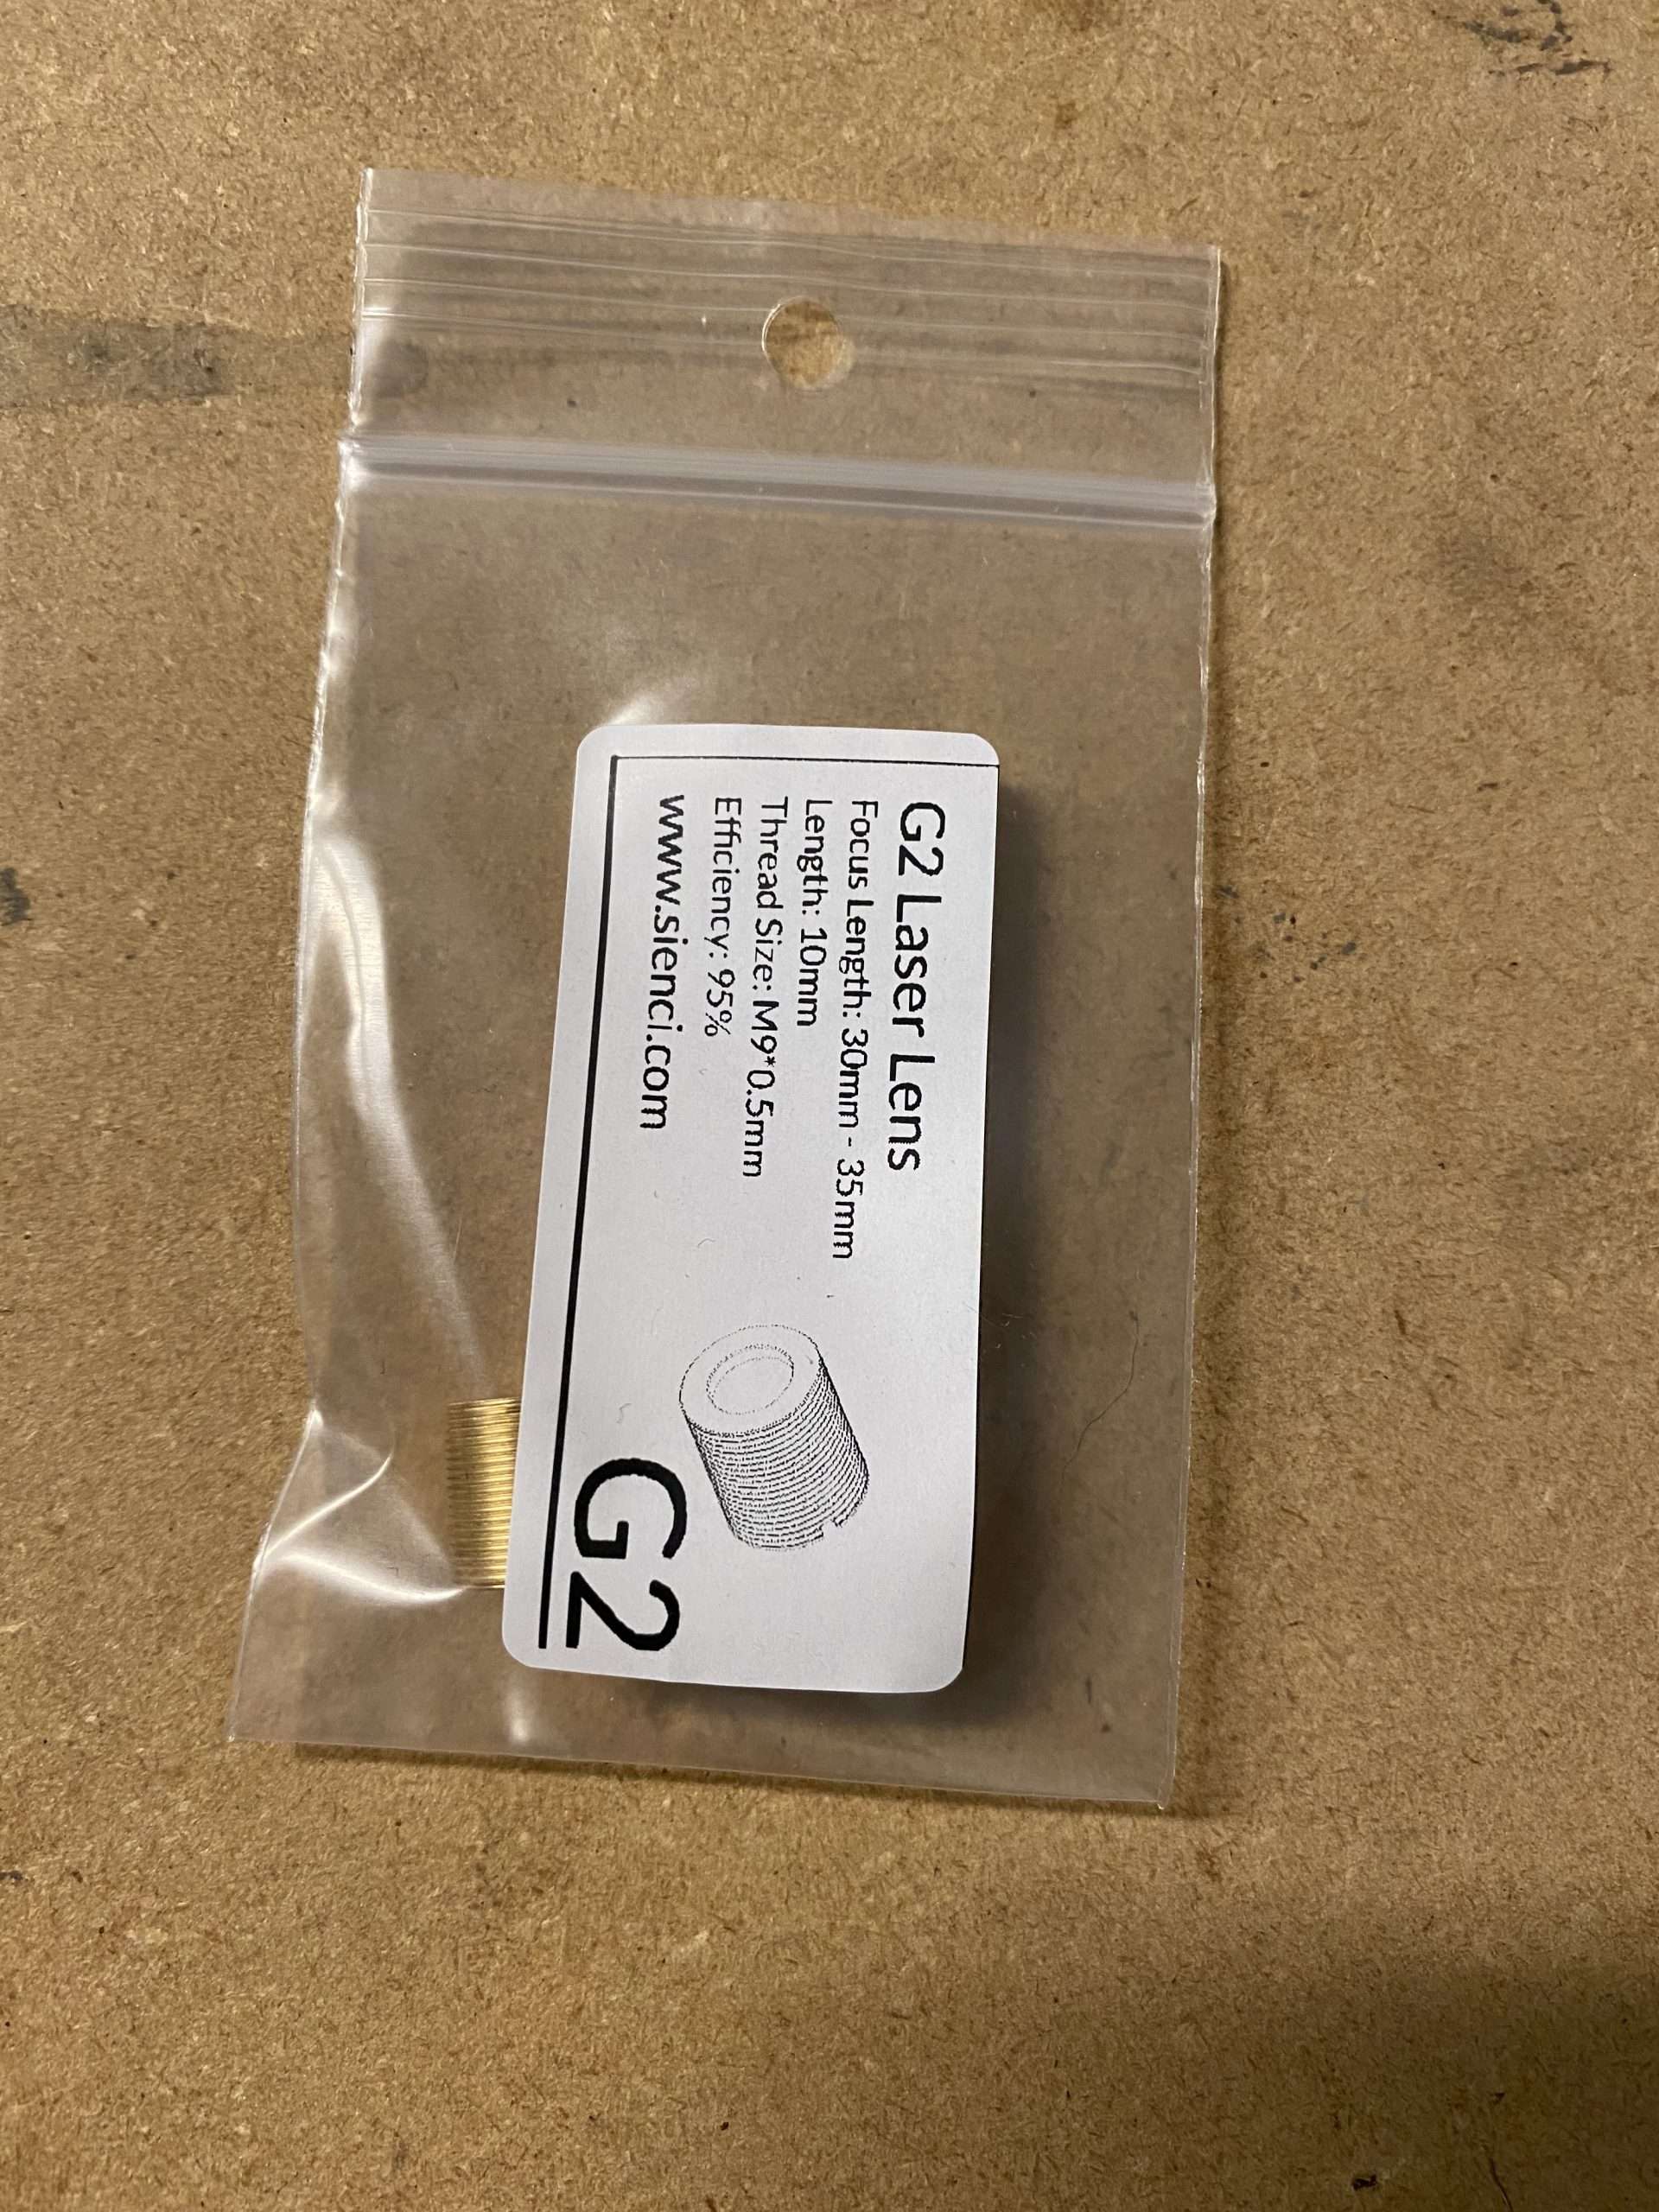 G2 Laser Lens
Focus Length: 30mm - 35mm
Length: 10mm
Thread Size: M9*0.5mm
Efficiency: 95%
www.sienci.com
G2